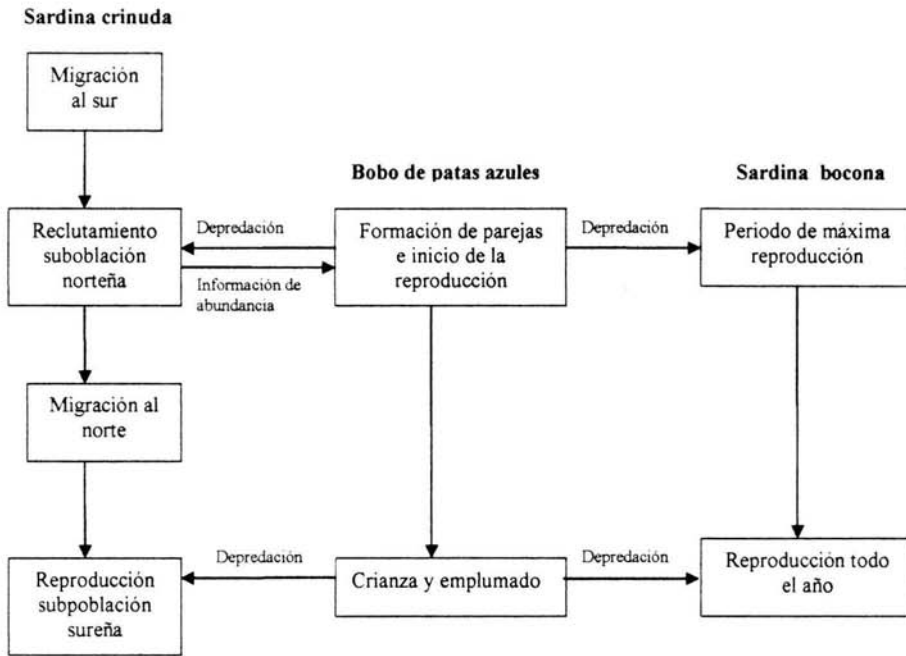 Sardina crinuda
Migración
al sur
Bobo de patas azules
Sardina bocona
Reclutamiento
suboblación
norteña
Depredación
Información de
abundancia
Formación de parejas
e inicio de la
reproducción
Depredación
Periodo de máxima
reproducción
Migración al
norte
Reproducción
subpoblación
sureña
Depredación
Crianza y emplumado
Depredación
Reproducción todo
el año